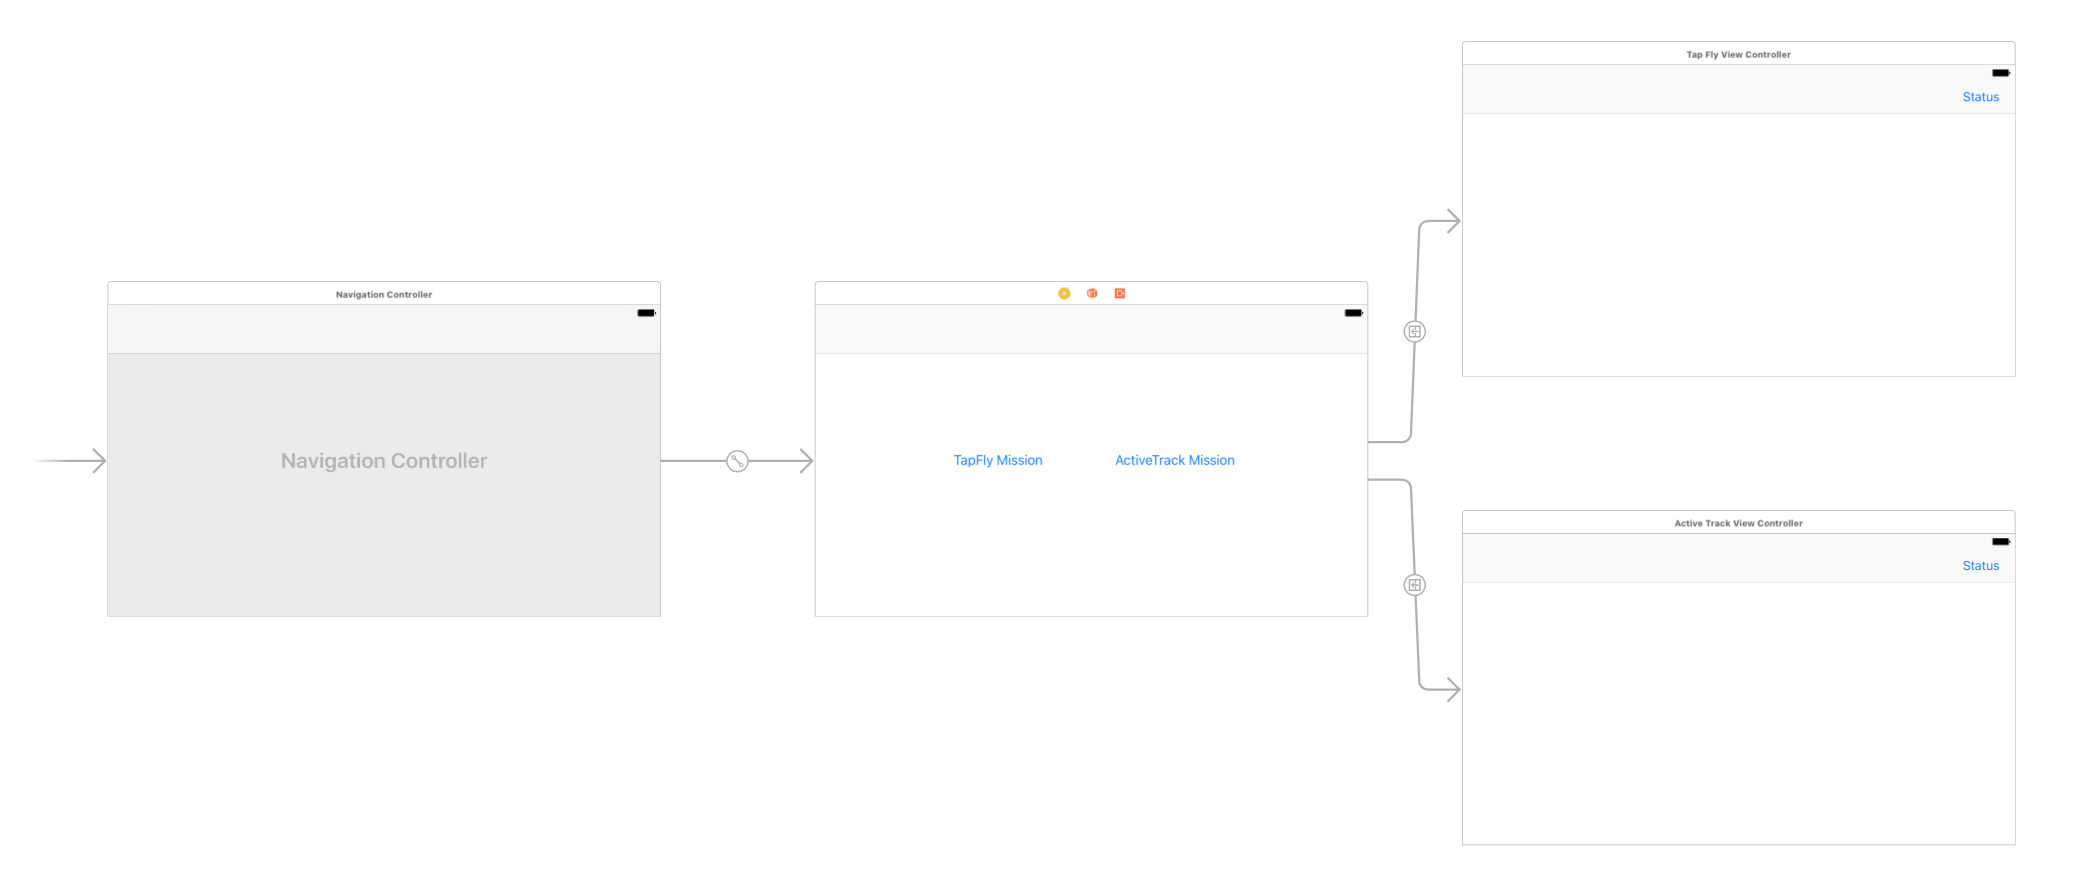 Navigation Controller
Navigation Controller
TapFly Mission
ActiveTrack Mission
Tap Fly View Controller
Status
Active Track View Controller
Status